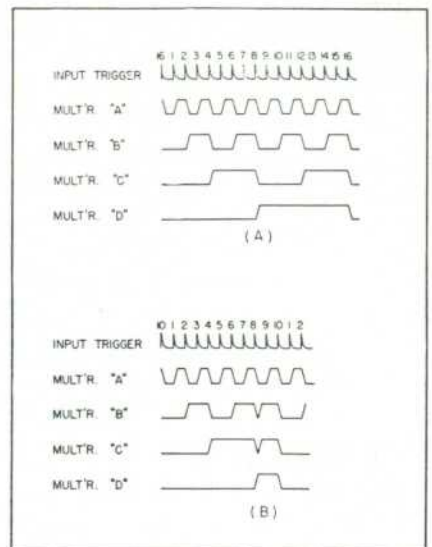 16 1 2 3 4 5 6 7 8 9 10 11 12 13 14 15 16
INPUT TRIGGER
MULT'R. "A"
MULT'R. "B"
MULT'R. "C"
MULT'R. "D"
(A)
10 1 2 3 4 5 6 7 8 9 10 1 2
INPUT TRIGGER
MULT'R. "A"
MULT'R. "B"
MULT'R. "C"
MULT'R. "D"
(B)